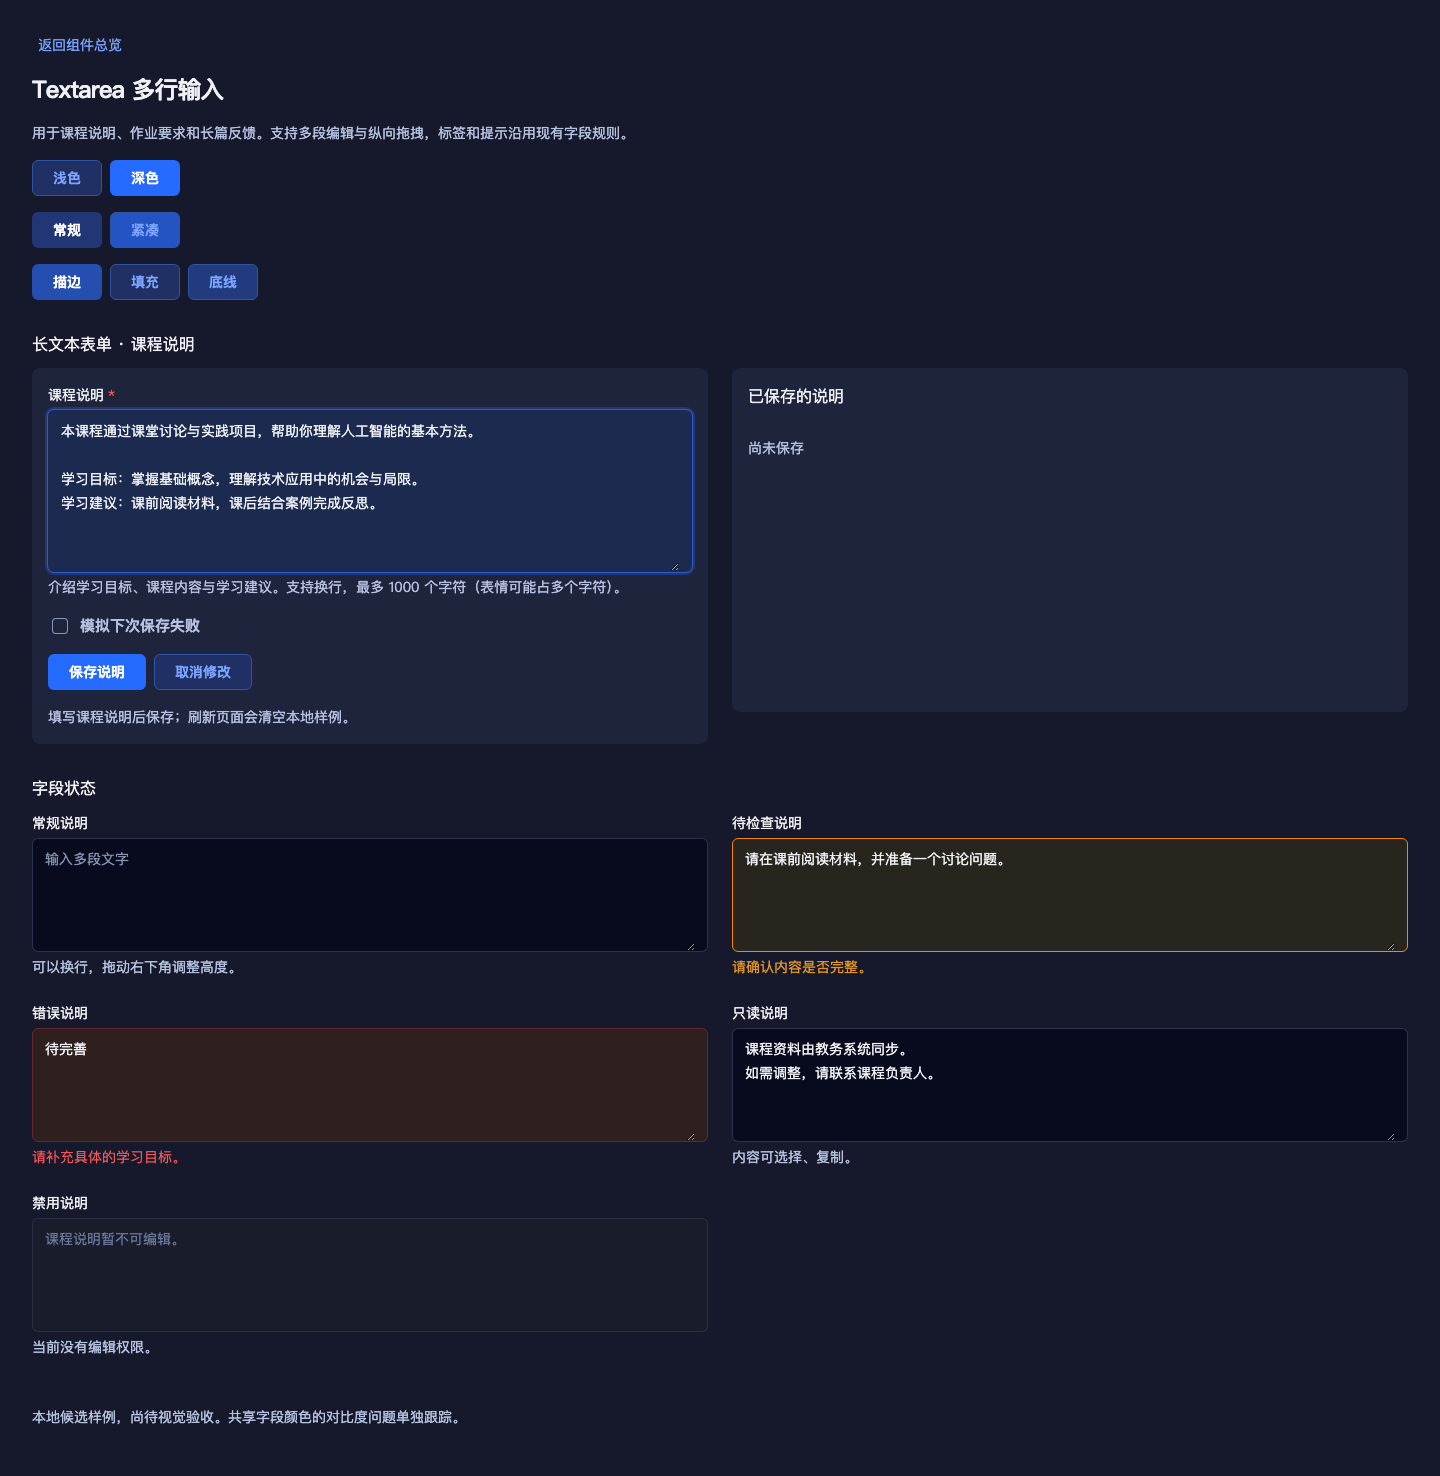 返回组件总览
Textarea 多行输入
用于课程说明、作业要求和长篇反馈。支持多段编辑与纵向拖拽，标签和提示沿用现有字段规则。
浅色 深色
常规 紧凑
描边 填充 底线
长文本表单 · 课程说明
课程说明 *
本课程通过课堂讨论与实践项目，帮助你理解人工智能的基本方法。
学习目标：掌握基础概念，理解技术应用中的机会与局限。
学习建议：课前阅读材料，课后结合案例完成反思。
介绍学习目标、课程内容与学习建议。支持换行，最多 1000 个字符（表情可能占多个字符）。
模拟下次保存失败
保存说明 取消修改
填写课程说明后保存；刷新页面会清空本地样例。
已保存的说明
尚未保存
字段状态
常规说明
输入多段文字
可以换行，拖动右下角调整高度。
待检查说明
请在课前阅读材料，并准备一个讨论问题。
请确认内容是否完整。
错误说明
待完善
请补充具体的学习目标。
只读说明
课程资料由教务系统同步。
如需调整，请联系课程负责人。
内容可选择、复制。
禁用说明
课程说明暂不可编辑。
当前没有编辑权限。
本地候选样例，尚待视觉验收。共享字段颜色的对比度问题单独跟踪。